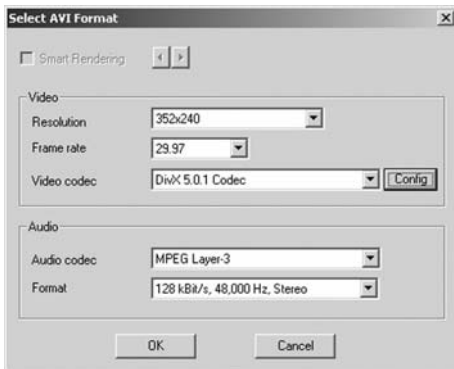 Select AVI Format
Smart Rendering
Video
Resolution 352x240
Frame rate 29.97
Video codec DivX 5.0.1 Codec Config
Audio
Audio codec MPEG Layer-3
Format 128 kBit/s, 48,000 Hz, Stereo
OK Cancel